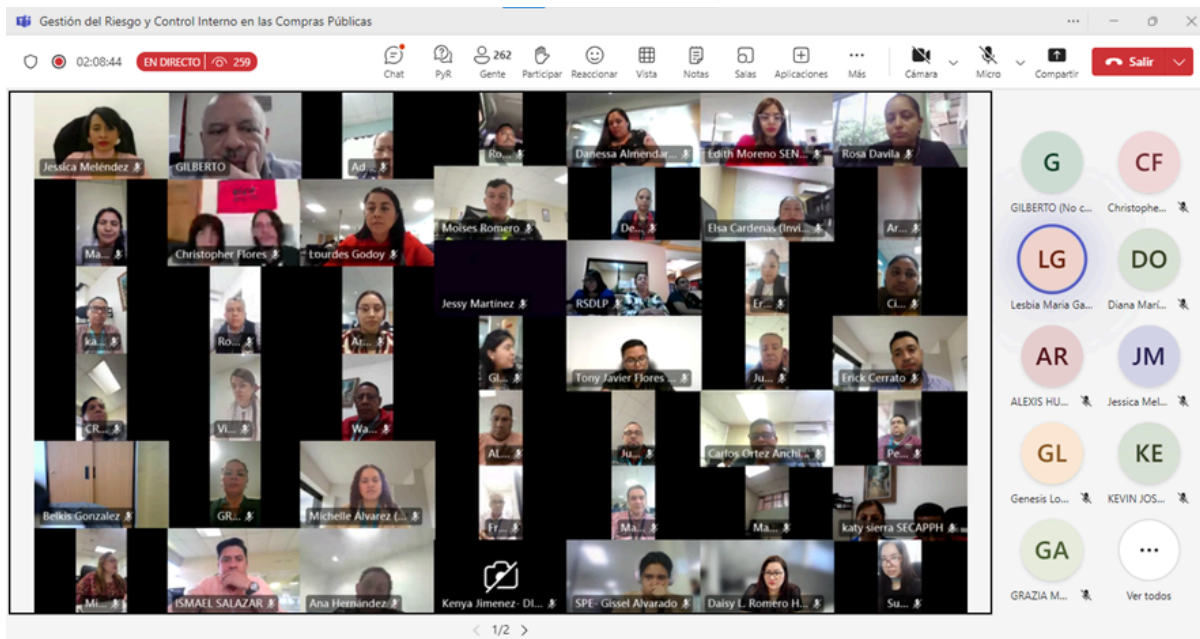 Gestión del Riesgo y Control Interno en las Compras Públicas
02:08:44 EN DIRECTO 259
Chat PyR 262 Gente Participar Reaccionar Vista Notas Salas Aplicaciones Más Cámara Micro Compartir Salir
Jessica Meléndez GILBERTO Ad... Ro... Danessa Almendar... Edith Moreno SEN... Rosa Davila
Ma... Christopher Flores Lourdes Godoy Moises Romero De... Elsa Cardenas (Invi... Ar...
Jessy Martínez RSDLP Er... Ci...
ka... Ro... Ar... Gl... Tony Javier Flores ... Ju... Erick Cerrato
CR... Vi... Wa... AL... Ju... Carlos Ortez Anchi... Pe...
Belkis Gonzalez GR... Michelle Álvarez (... Fr... Ma... Ma... katy sierra SECAPPH
Mi... ISMAEL SALAZAR Ana Hernández Kenya Jimenez- DI... SPE- Gissel Alvarado Daisy L. Romero H... Su...
1/2
G CF
GILBERTO (No c... Christophe...
LG DO
Lesbia Maria Ga... Diana Marí...
AR JM
ALEXIS HU... Jessica Mel...
GL KE
Genesis Lo... KEVIN JOS...
GA ...
GRAZIA M... Ver todos